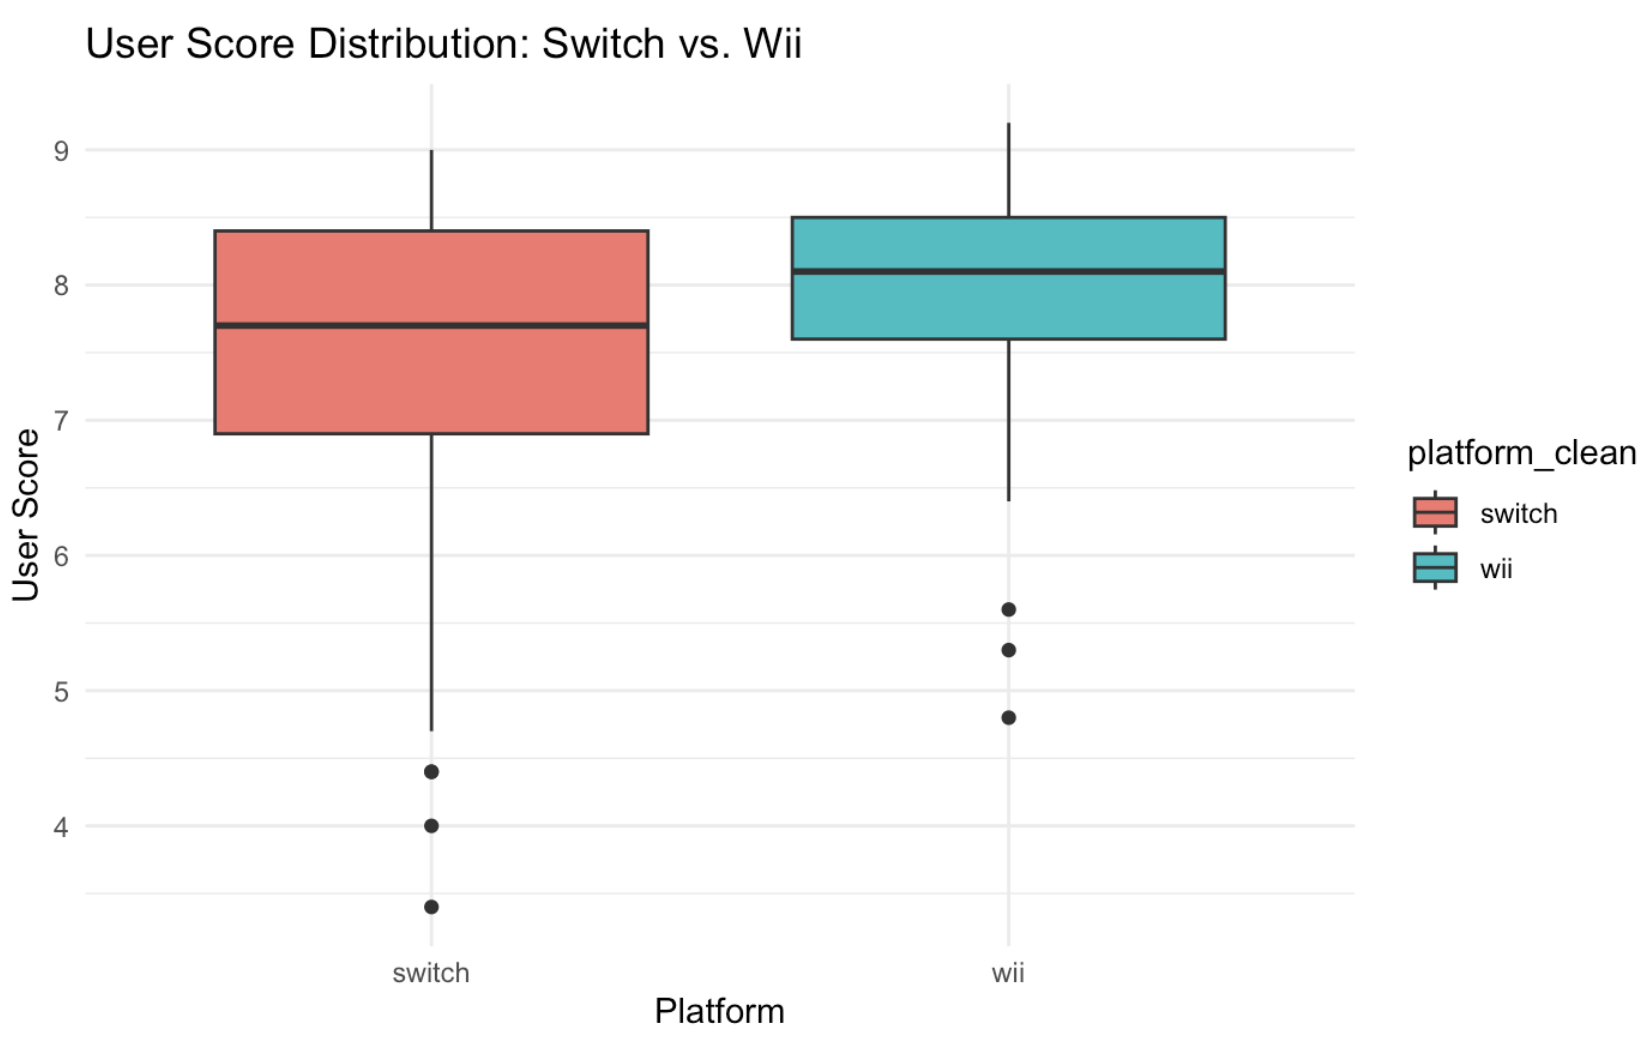 User Score Distribution: Switch vs. Wii
9
8
7
6
5
4
User Score
switch
wii
Platform
platform_clean
switch
wii